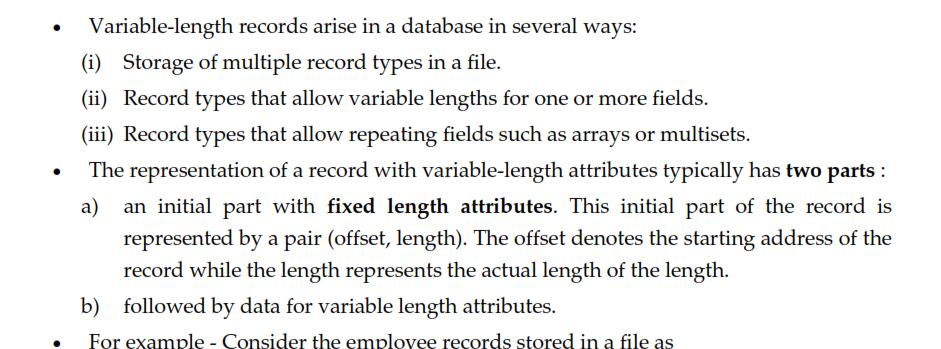 • Variable-length records arise in a database in several ways:
(i) Storage of multiple record types in a file.
(ii) Record types that allow variable lengths for one or more fields.
(iii) Record types that allow repeating fields such as arrays or multisets.
• The representation of a record with variable-length attributes typically has two parts :
a) an initial part with fixed length attributes. This initial part of the record is
represented by a pair (offset, length). The offset denotes the starting address of the
record while the length represents the actual length of the length.
b) followed by data for variable length attributes.
• For example - Consider the employee records stored in a file as